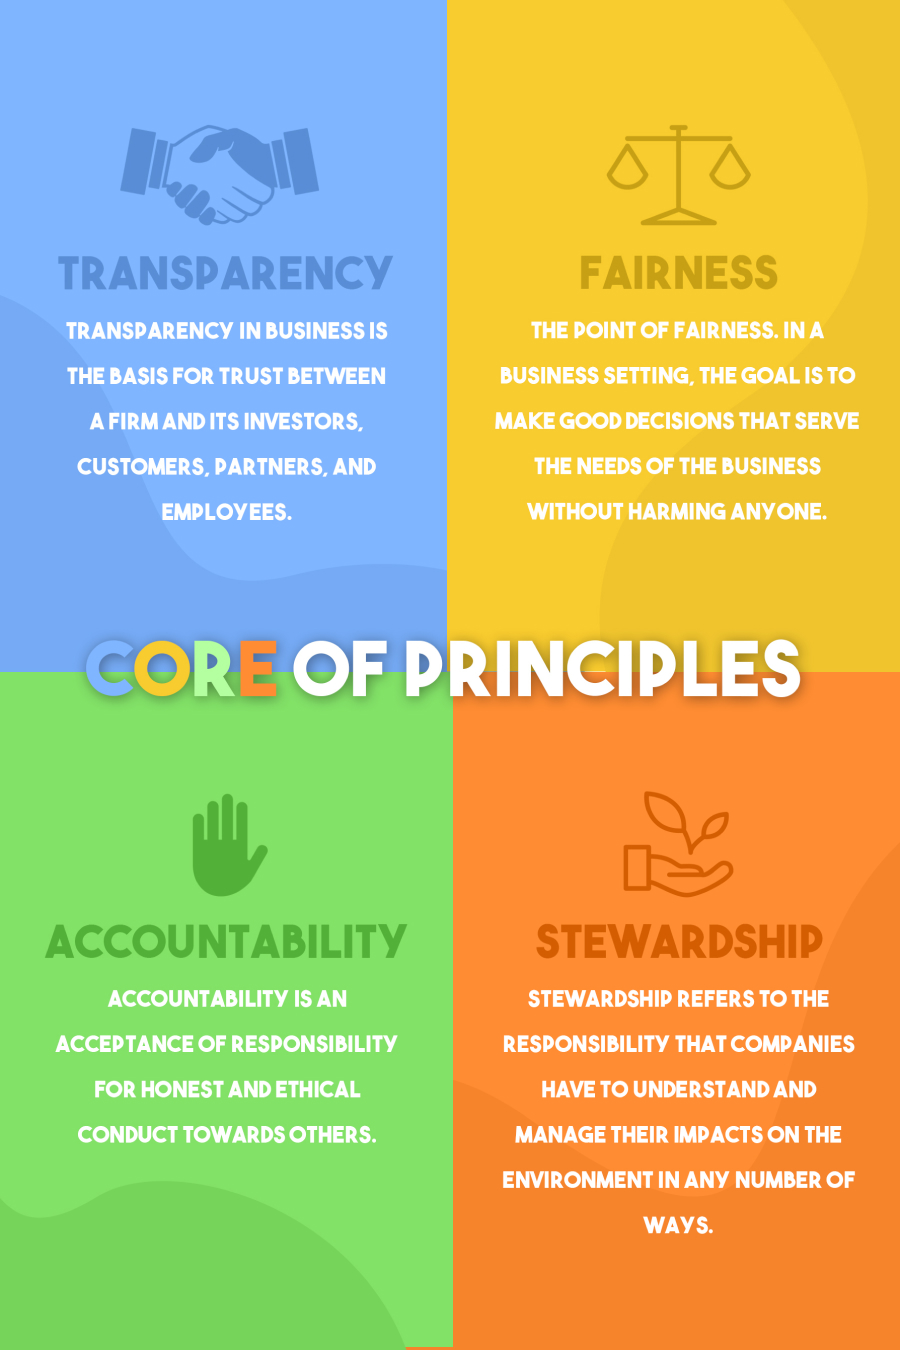 TRANSPARENCY
TRANSPARENCY IN BUSINESS IS
THE BASIS FOR TRUST BETWEEN
A FIRM AND ITS INVESTORS,
CUSTOMERS, PARTNERS, AND
EMPLOYEES.
FAIRNESS
THE POINT OF FAIRNESS. IN A
BUSINESS SETTING, THE GOAL IS TO
MAKE GOOD DECISIONS THAT SERVE
THE NEEDS OF THE BUSINESS
WITHOUT HARMING ANYONE.
CORE OF PRINCIPLES
ACCOUNTABILITY
ACCOUNTABILITY IS AN
ACCEPTANCE OF RESPONSIBILITY
FOR HONEST AND ETHICAL
CONDUCT TOWARDS OTHERS.
STEWARDSHIP
STEWARDSHIP REFERS TO THE
RESPONSIBILITY THAT COMPANIES
HAVE TO UNDERSTAND AND
MANAGE THEIR IMPACTS ON THE
ENVIRONMENT IN ANY NUMBER OF
WAYS.